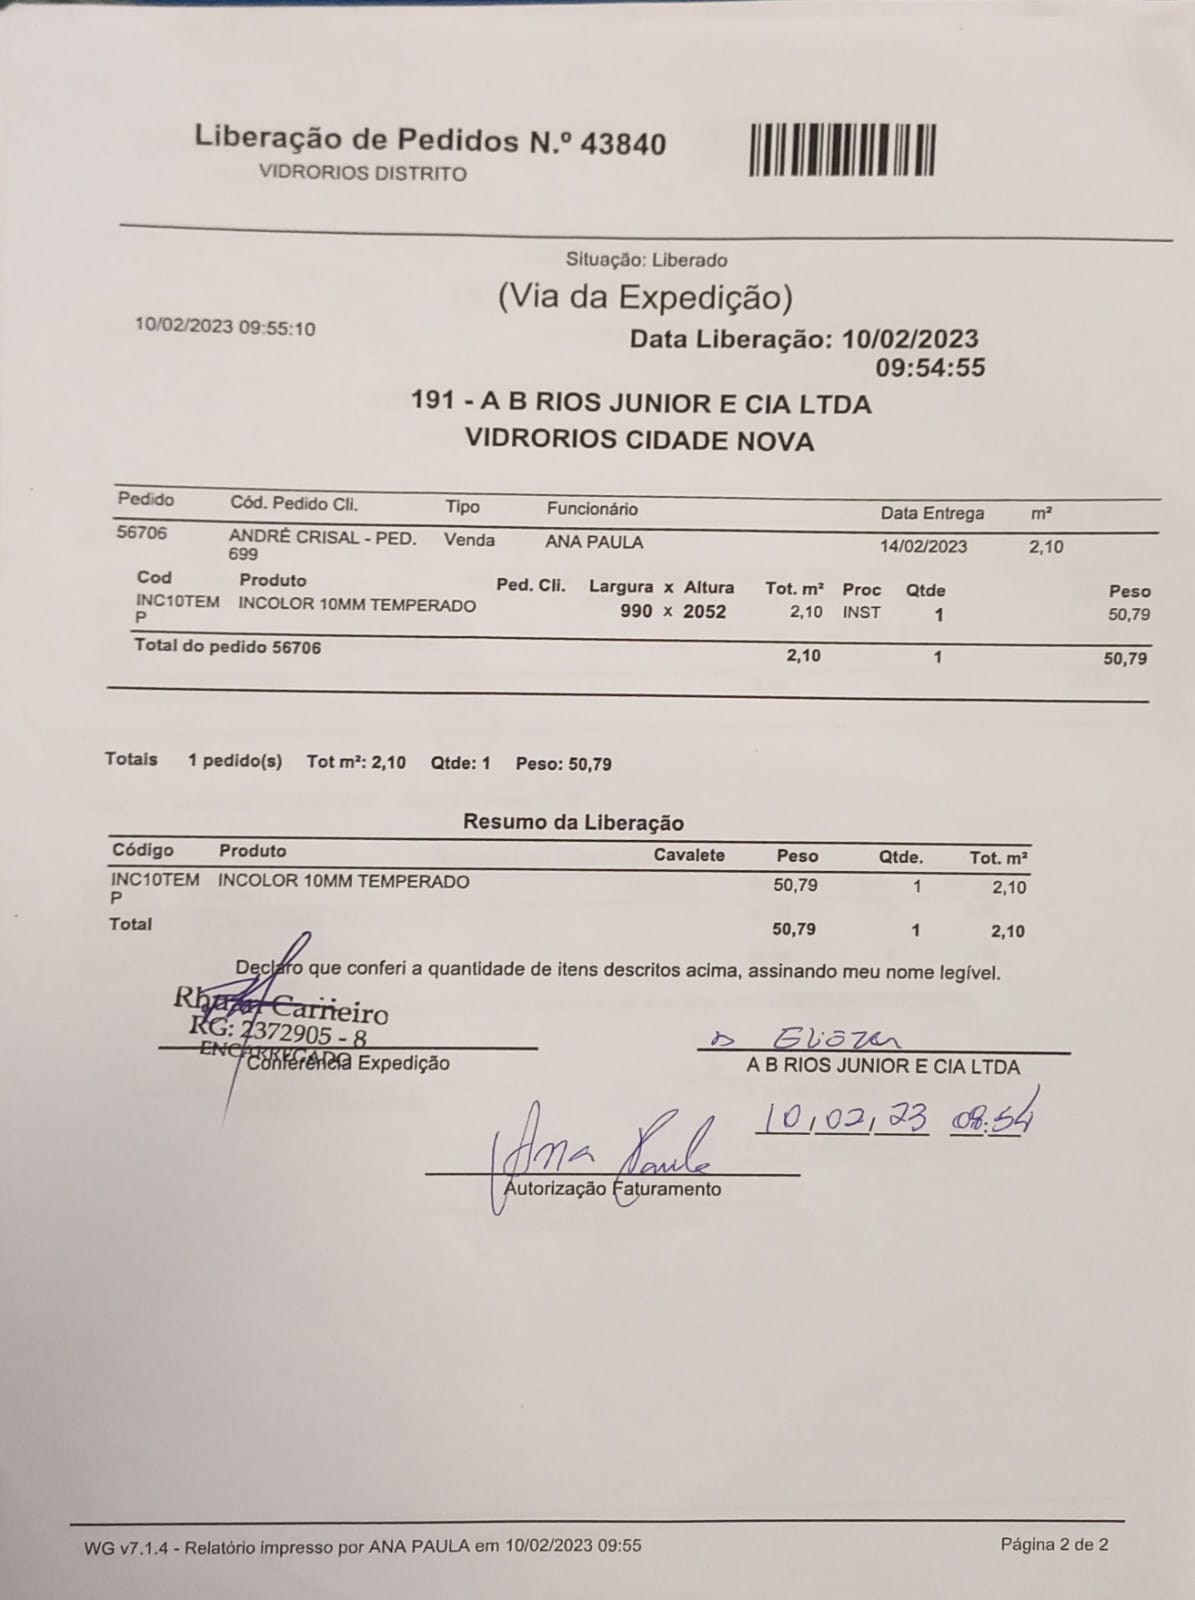 Liberação de Pedidos N.º 43840
VIDRORIOS DISTRITO
Situação: Liberado
(Via da Expedição)
10/02/2023 09:55:10
Data Liberação: 10/02/2023
09:54:55
191 - A B RIOS JUNIOR E CIA LTDA
VIDRORIOS CIDADE NOVA
Pedido Cód. Pedido Cli. Tipo Funcionário Data Entrega m²
56706 ANDRÉ CRISAL - PED. Venda ANA PAULA 14/02/2023 2,10
699
Cod Produto Ped. Cli. Largura x Altura Tot. m² Proc Qtde Peso
INC10TEM INCOLOR 10MM TEMPERADO 990 x 2052 2,10 INST 1 50,79
P
Total do pedido 56706 2,10 1 50,79
Totais 1 pedido(s) Tot m²: 2,10 Qtde: 1 Peso: 50,79
Resumo da Liberação
Código Produto Cavalete Peso Qtde. Tot. m²
INC10TEM INCOLOR 10MM TEMPERADO 50,79 1 2,10
P
Total 50,79 1 2,10
Declaro que conferi a quantidade de itens descritos acima, assinando meu nome legível.
Carneiro
RG: 2372905 - 8
ENCARREGADO
Conferência Expedição
A B RIOS JUNIOR E CIA LTDA
10/02/23 08:54
Ana Paula
Autorização Faturamento
WG v7.1.4 - Relatório impresso por ANA PAULA em 10/02/2023 09:55
Página 2 de 2